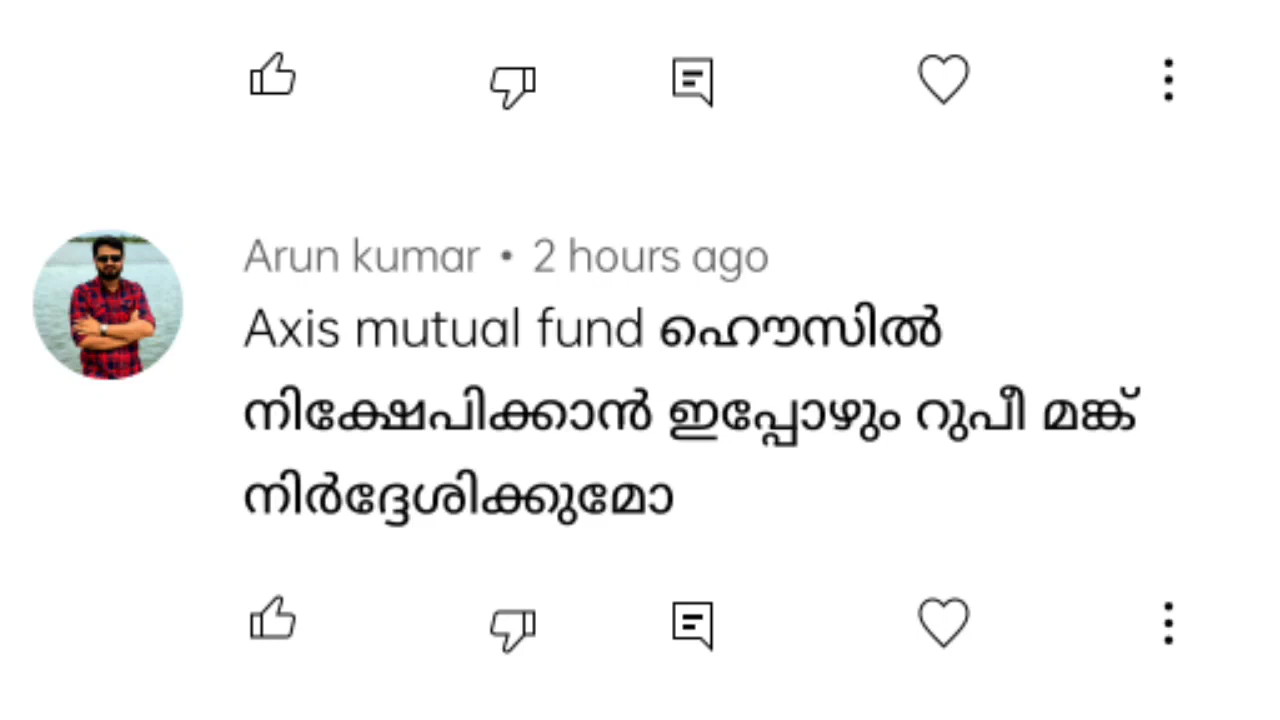 Arun kumar • 2 hours ago
Axis mutual fund ഹൌസിൽ
നിക്ഷേപിക്കാൻ ഇപ്പോഴും റുപീ മങ്ക്
നിർദ്ദേശിക്കുമോ